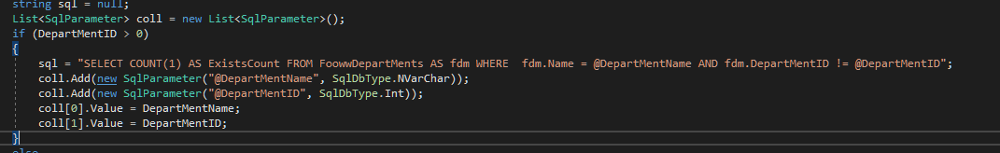 string sql = null;
List<SqlParameter> coll = new List<SqlParameter>();
if (DepartMentID > 0)
{
sql = "SELECT COUNT(1) AS ExistsCount FROM FoowwDepartMents AS fdm WHERE  fdm.Name = @DepartMentName AND fdm.DepartMentID != @DepartMentID";
coll.Add(new SqlParameter("@DepartMentName", SqlDbType.NVarChar));
coll.Add(new SqlParameter("@DepartMentID", SqlDbType.Int));
coll[0].Value = DepartMentName;
coll[1].Value = DepartMentID;
}
else